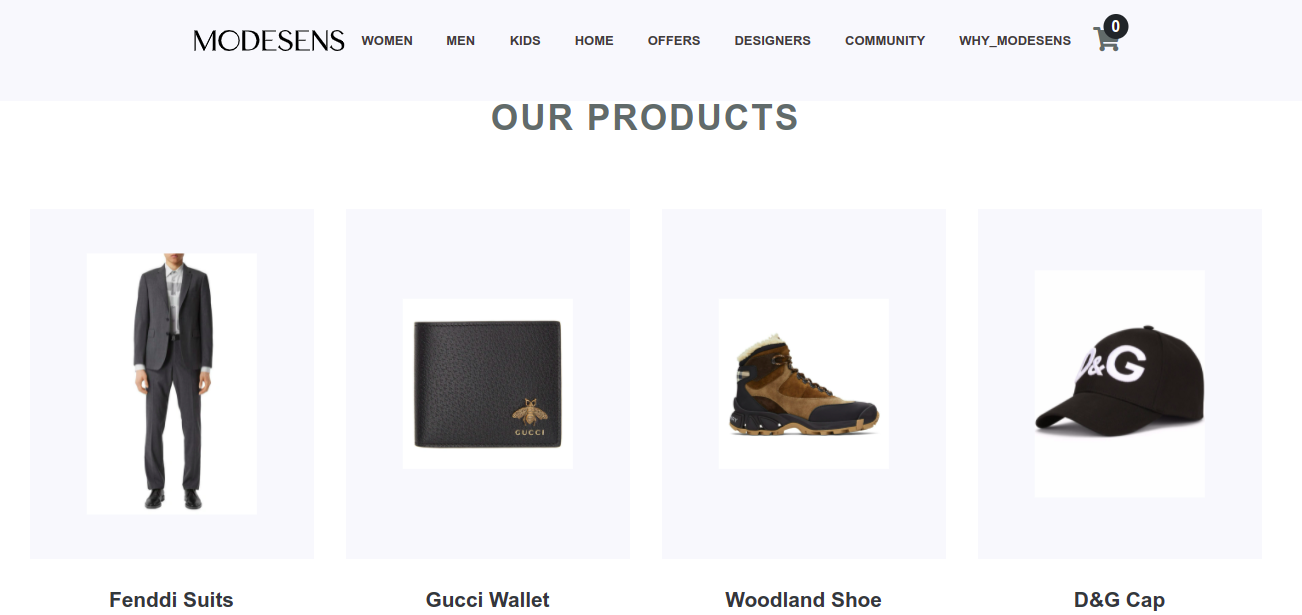 MODESENS WOMEN MEN KIDS HOME OFFERS DESIGNERS COMMUNITY WHY_MODESENS 0
OUR PRODUCTS
GUCCI
D&G
Fenddi Suits Gucci Wallet Woodland Shoe D&G Cap